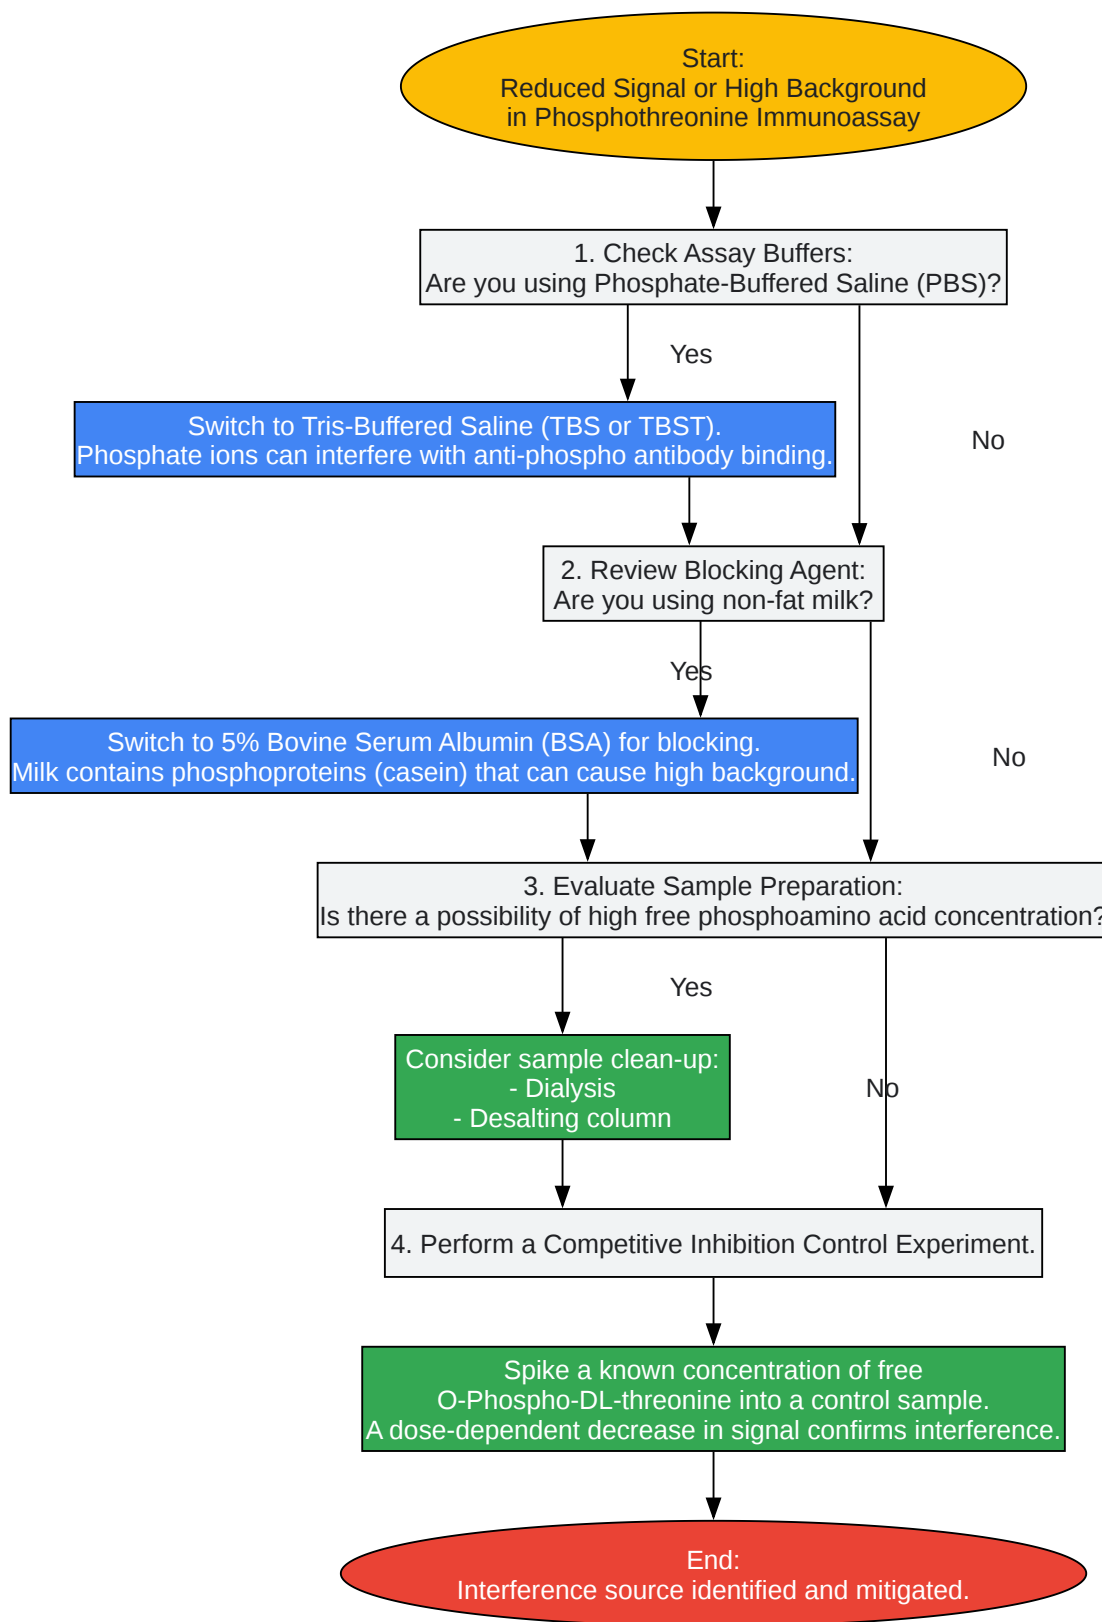 Start:
Reduced Signal or High Background
in Phosphothreonine Immunoassay
1. Check Assay Buffers:
Are you using Phosphate-Buffered Saline (PBS)?
Yes
Switch to Tris-Buffered Saline (TBS or TBST).
Phosphate ions can interfere with anti-phospho antibody binding.
No
2. Review Blocking Agent:
Are you using non-fat milk?
Yes
Switch to 5% Bovine Serum Albumin (BSA) for blocking.
Milk contains phosphoproteins (casein) that can cause high background.
No
3. Evaluate Sample Preparation:
Is there a possibility of high free phosphoamino acid concentration?
Yes
Consider sample clean-up:
- Dialysis
- Desalting column
No
4. Perform a Competitive Inhibition Control Experiment.
Spike a known concentration of free
O-Phospho-DL-threonine into a control sample.
A dose-dependent decrease in signal confirms interference.
End:
Interference source identified and mitigated.